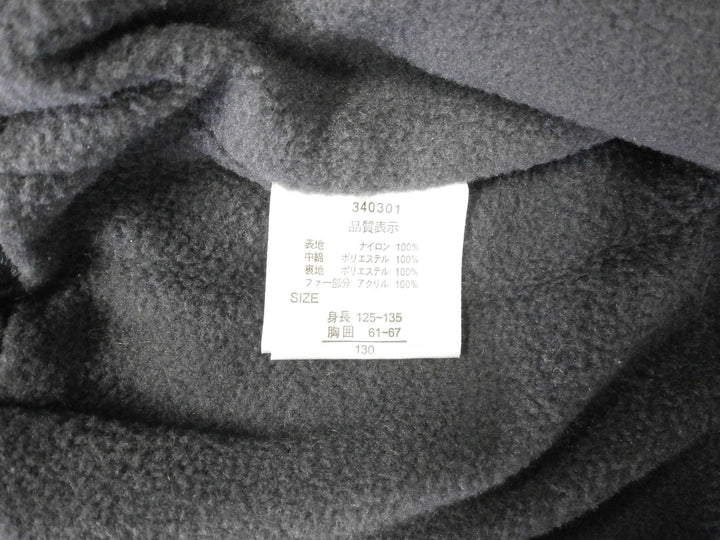 340301
品質表示
表地 ナイロン 100%
中綿 ポリエステル 100%
裏地 ポリエステル 100%
ファー部分 アクリル 100%
SIZE
身長 125~135
胸囲 61~67
130